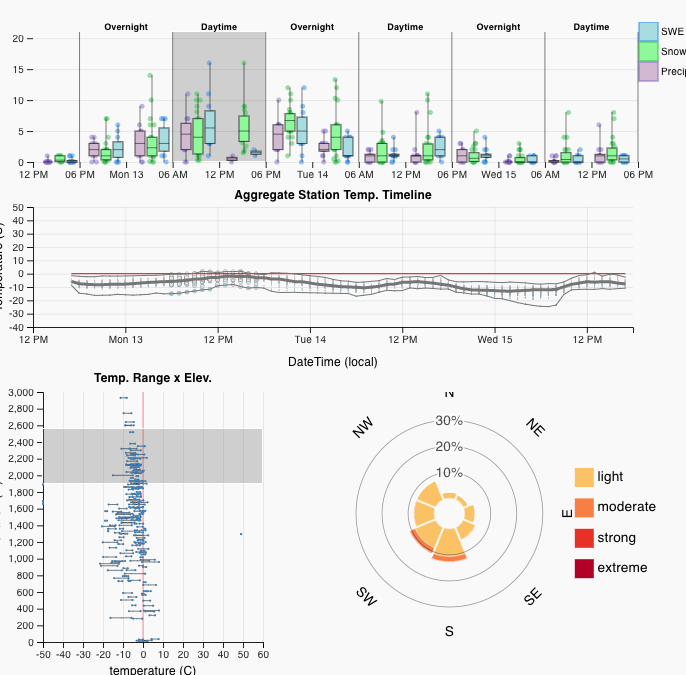 Overnight Daytime Overnight Daytime Overnight Daytime
SWE
Snow
Precip
20
15
10
5
0
12 PM 06 PM Mon 13 06 AM 12 PM 06 PM Tue 14 06 AM 12 PM 06 PM Wed 15 06 AM 12 PM 06 PM
Aggregate Station Temp. Timeline
50
40
30
20
10
0
-10
-20
-30
-40
12 PM Mon 13 12 PM Tue 14 12 PM Wed 15 12 PM
DateTime (local)
Temp. Range x Elev.
3,000
2,800
2,600
2,400
2,200
2,000
1,800
1,600
1,400
1,200
1,000
800
600
400
200
0
-50 -40 -30 -20 -10 0 10 20 30 40 50 60
temperature (C)
N
NW
NE
30%
20%
10%
E
SW
SE
S
light
moderate
strong
extreme